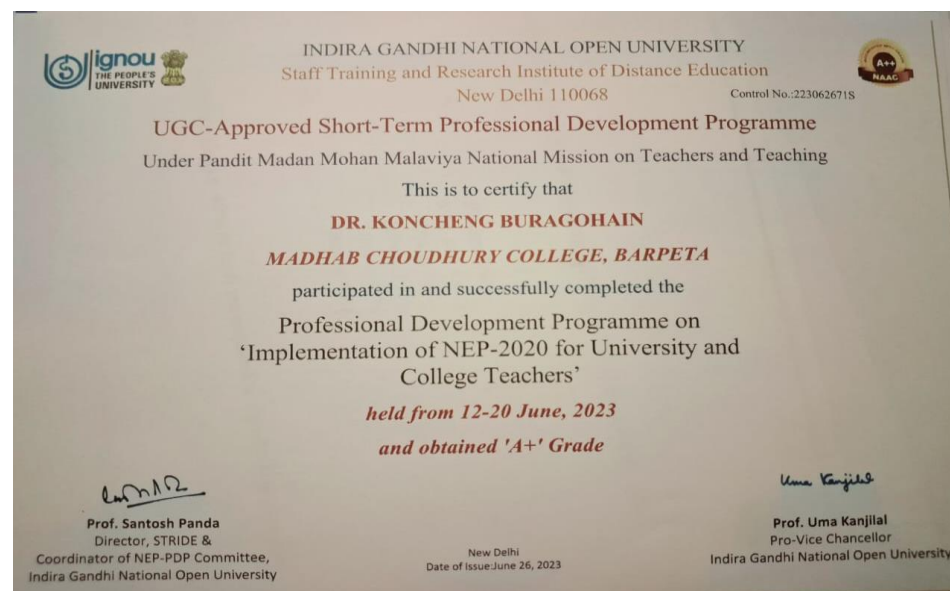 ignou
THE PEOPLE'S
UNIVERSITY
INDIRA GANDHI NATIONAL OPEN UNIVERSITY
Staff Training and Research Institute of Distance Education
New Delhi 110068
Control No.:223062671S
A++
NAAC
UGC-Approved Short-Term Professional Development Programme
Under Pandit Madan Mohan Malaviya National Mission on Teachers and Teaching
This is to certify that
DR. KONCHENG BURAGOHAIN
MADHAB CHOUDHURY COLLEGE, BARPETA
participated in and successfully completed the
Professional Development Programme on
‘Implementation of NEP-2020 for University and
College Teachers’
held from 12-20 June, 2023
and obtained 'A+' Grade
Prof. Santosh Panda
Director, STRIDE &
Coordinator of NEP-PDP Committee,
Indira Gandhi National Open University
New Delhi
Date of Issue:June 26, 2023
Uma Kanjilal
Prof. Uma Kanjilal
Pro-Vice Chancellor
Indira Gandhi National Open University